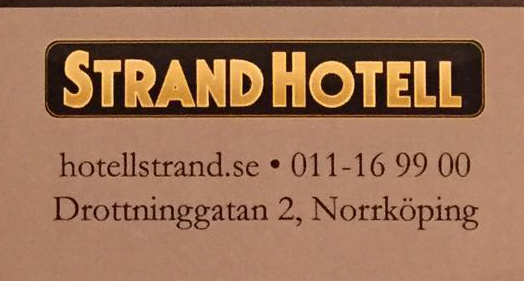 STRAND HOTELL
hotellstrand.se • 011-16 99 00
Drottninggatan 2, Norrköping